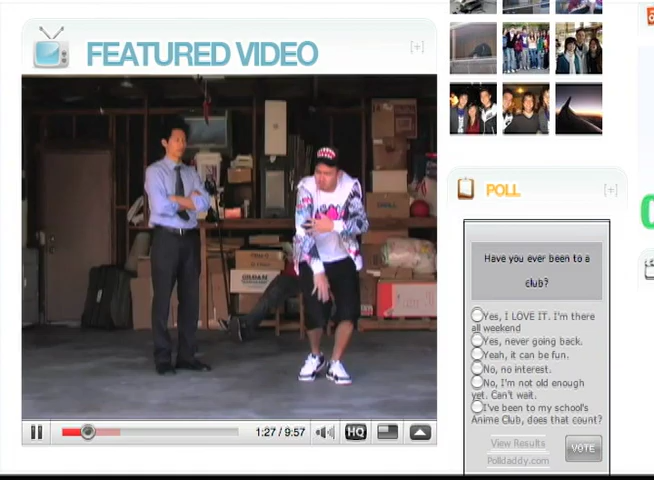 FEATURED VIDEO
[+]
1:27 / 9:57
HQ
POLL
[+]
Have you ever been to a
club?
Yes, I LOVE IT. I'm there
all weekend
Yes, never going back.
Yeah, it can be fun.
No, no interest.
No, I'm not old enough
yet. Can't wait.
I've been to my school's
Anime Club, does that count?
View Results
VOTE
Polldaddy.com